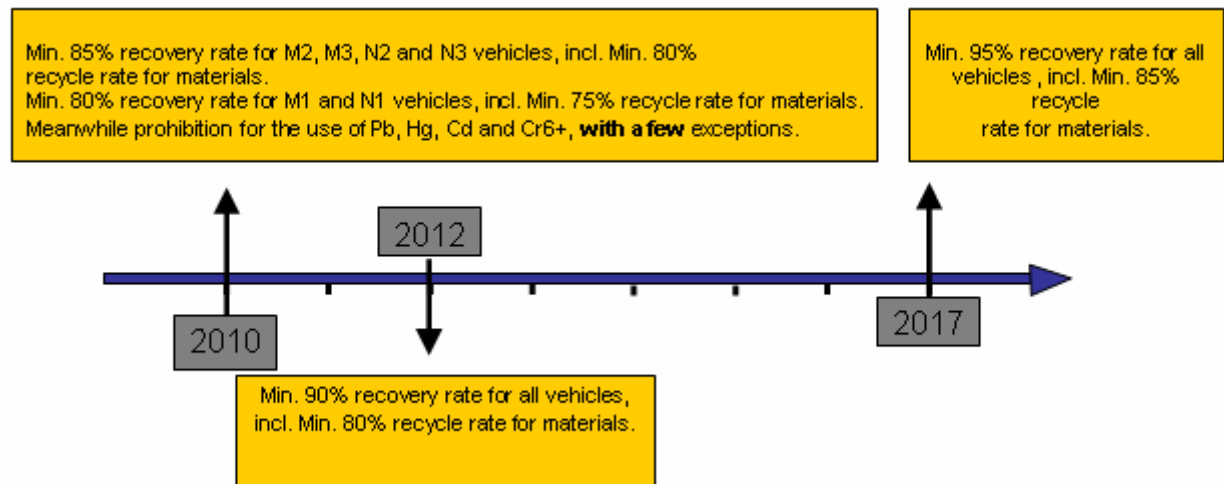 Min. 85% recovery rate for M2, M3, N2 and N3 vehicles, incl. Min. 80%
recycle rate for materials.
Min. 80% recovery rate for M1 and N1 vehicles, incl. Min. 75% recycle rate for materials.
Meanwhile prohibition for the use of Pb, Hg, Cd and Cr6+, with a few exceptions.
Min. 95% recovery rate for all
vehicles , incl. Min. 85%
recycle
rate for materials.
2012
2010
2017
Min. 90% recovery rate for all vehicles,
incl. Min. 80% recycle rate for materials.